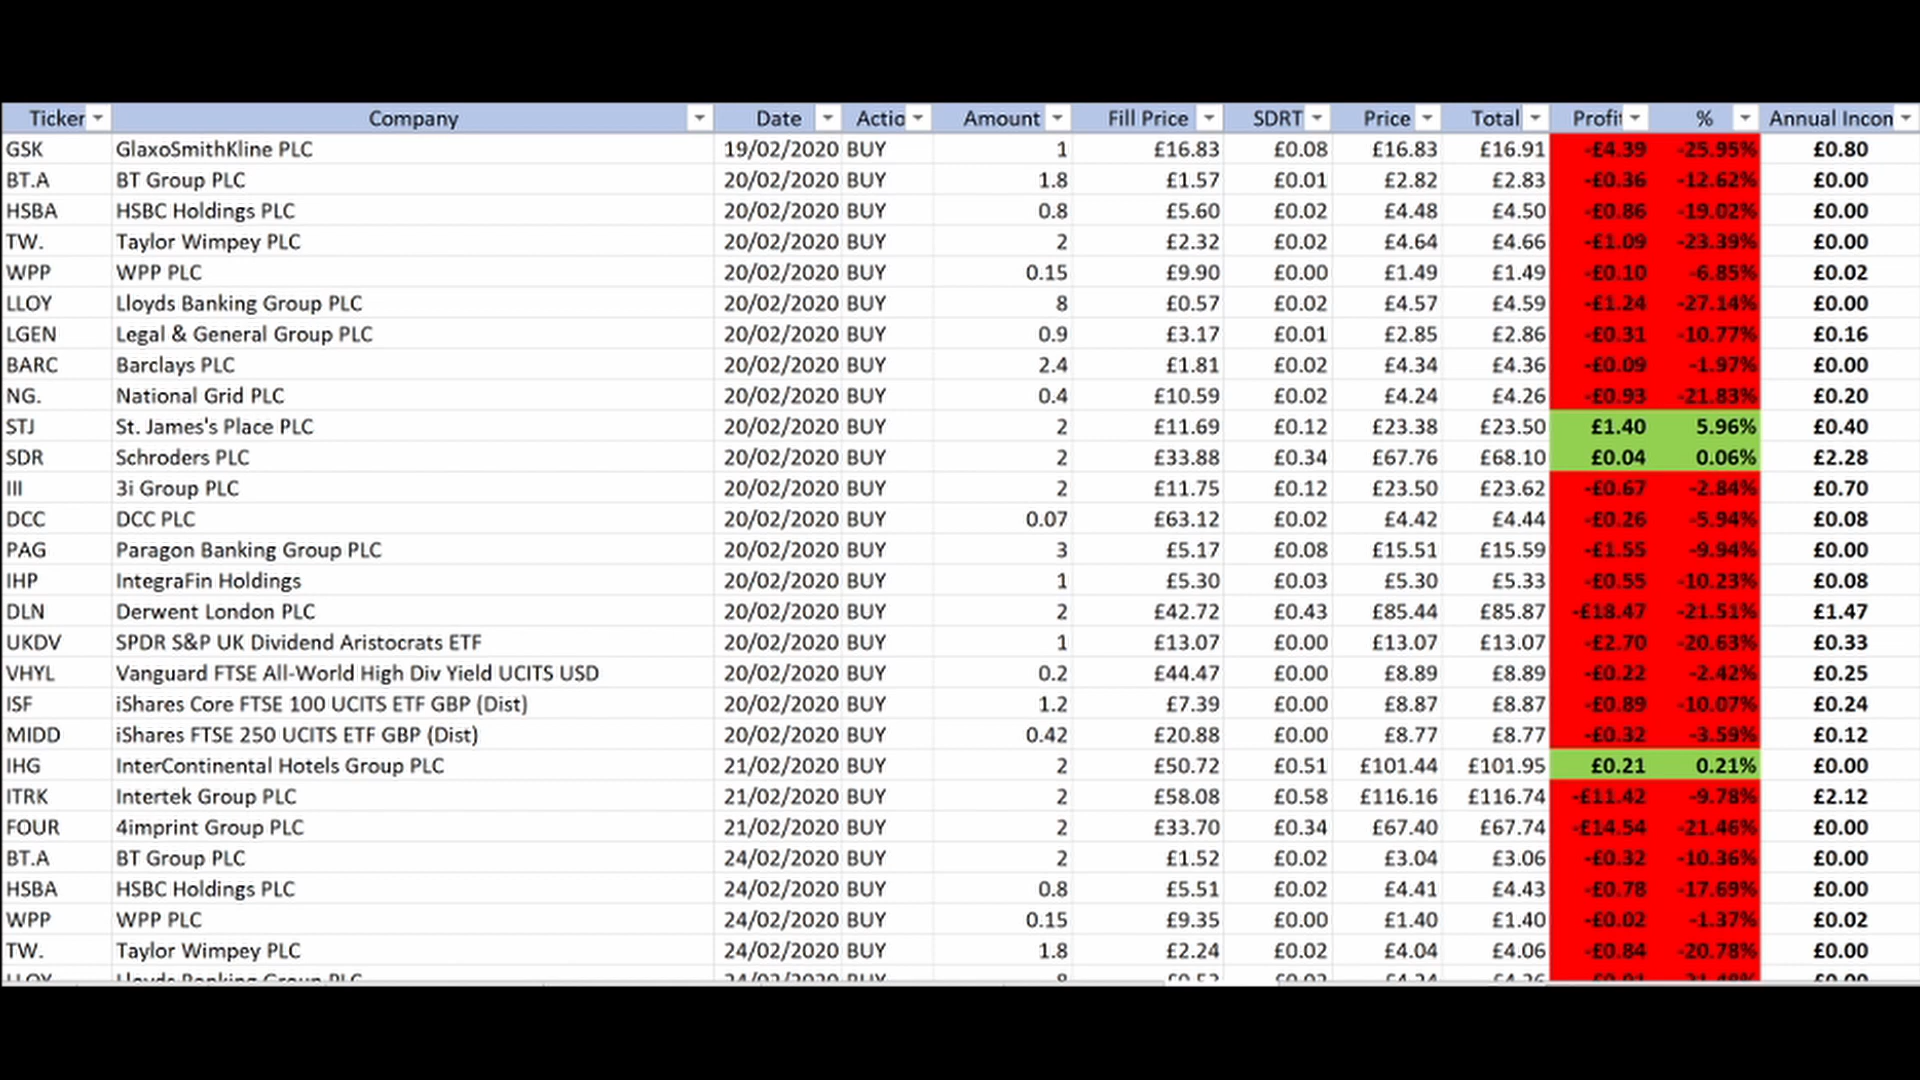 Ticker Company Date Actio Amount Fill Price SDRT Price Total Profit % Annual Incon
GSK GlaxoSmithKline PLC 19/02/2020 BUY 1 £16.83 £0.08 £16.83 £16.91 -£4.39 -25.95% £0.80
BT.A BT Group PLC 20/02/2020 BUY 1.8 £1.57 £0.01 £2.82 £2.83 -£0.36 -12.62% £0.00
HSBA HSBC Holdings PLC 20/02/2020 BUY 0.8 £5.60 £0.02 £4.48 £4.50 -£0.86 -19.02% £0.00
TW. Taylor Wimpey PLC 20/02/2020 BUY 2 £2.32 £0.02 £4.64 £4.66 -£1.09 -23.39% £0.00
WPP WPP PLC 20/02/2020 BUY 0.15 £9.90 £0.00 £1.49 £1.49 -£0.10 -6.85% £0.02
LLOY Lloyds Banking Group PLC 20/02/2020 BUY 8 £0.57 £0.02 £4.57 £4.59 -£1.24 -27.14% £0.00
LGEN Legal & General Group PLC 20/02/2020 BUY 0.9 £3.17 £0.01 £2.85 £2.86 -£0.31 -10.77% £0.16
BARC Barclays PLC 20/02/2020 BUY 2.4 £1.81 £0.02 £4.34 £4.36 -£0.09 -1.97% £0.00
NG. National Grid PLC 20/02/2020 BUY 0.4 £10.59 £0.02 £4.24 £4.26 -£0.93 -21.83% £0.20
STJ St. James's Place PLC 20/02/2020 BUY 2 £11.69 £0.12 £23.38 £23.50 £1.40 5.96% £0.40
SDR Schroders PLC 20/02/2020 BUY 2 £33.88 £0.34 £67.76 £68.10 £0.04 0.06% £2.28
III 3i Group PLC 20/02/2020 BUY 2 £11.75 £0.12 £23.50 £23.62 -£0.67 -2.84% £0.70
DCC DCC PLC 20/02/2020 BUY 0.07 £63.12 £0.02 £4.42 £4.44 -£0.26 -5.94% £0.08
PAG Paragon Banking Group PLC 20/02/2020 BUY 3 £5.17 £0.08 £15.51 £15.59 -£1.55 -9.94% £0.00
IHP IntegraFin Holdings 20/02/2020 BUY 1 £5.30 £0.03 £5.30 £5.33 -£0.55 -10.23% £0.08
DLN Derwent London PLC 20/02/2020 BUY 2 £42.72 £0.43 £85.44 £85.87 -£18.47 -21.51% £1.47
UKDV SPDR S&P UK Dividend Aristocrats ETF 20/02/2020 BUY 1 £13.07 £0.00 £13.07 £13.07 -£2.70 -20.63% £0.33
VHYL Vanguard FTSE All-World High Div Yield UCITS USD 20/02/2020 BUY 0.2 £44.47 £0.00 £8.89 £8.89 -£0.22 -2.42% £0.25
ISF iShares Core FTSE 100 UCITS ETF GBP (Dist) 20/02/2020 BUY 1.2 £7.39 £0.00 £8.87 £8.87 -£0.89 -10.07% £0.24
MIDD iShares FTSE 250 UCITS ETF GBP (Dist) 20/02/2020 BUY 0.42 £20.88 £0.00 £8.77 £8.77 -£0.32 -3.59% £0.12
IHG InterContinental Hotels Group PLC 21/02/2020 BUY 2 £50.72 £0.51 £101.44 £101.95 £0.21 0.21% £0.00
ITRK Intertek Group PLC 21/02/2020 BUY 2 £58.08 £0.58 £116.16 £116.74 -£11.42 -9.78% £2.12
FOUR 4imprint Group PLC 21/02/2020 BUY 2 £33.70 £0.34 £67.40 £67.74 -£14.54 -21.46% £0.00
BT.A BT Group PLC 24/02/2020 BUY 2 £1.52 £0.02 £3.04 £3.06 -£0.32 -10.36% £0.00
HSBA HSBC Holdings PLC 24/02/2020 BUY 0.8 £5.51 £0.02 £4.41 £4.43 -£0.78 -17.69% £0.00
WPP WPP PLC 24/02/2020 BUY 0.15 £9.35 £0.00 £1.40 £1.40 -£0.02 -1.37% £0.02
TW. Taylor Wimpey PLC 24/02/2020 BUY 1.8 £2.24 £0.02 £4.04 £4.06 -£0.84 -20.78% £0.00
LLOY Lloyds Banking Group PLC 24/02/2020 BUY 8